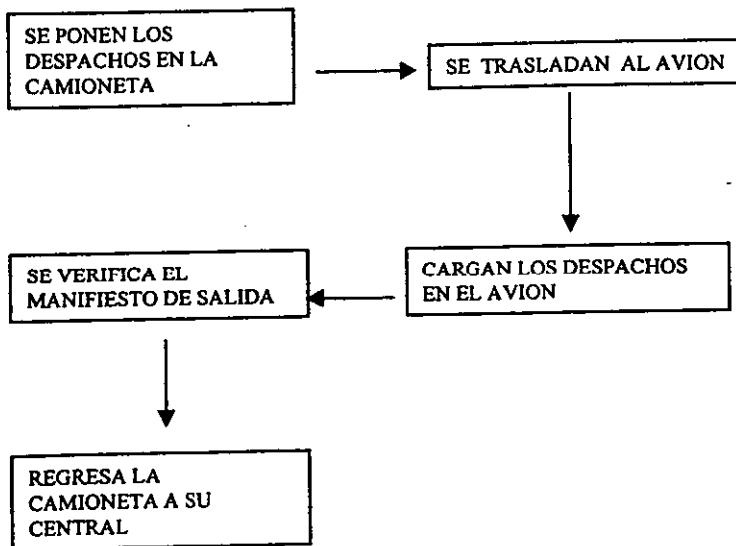 SE PONEN LOS
DESPACHOS EN LA
CAMIONETA
SE TRASLADAN AL AVION
CARGAN LOS DESPACHOS
EN EL AVION
SE VERIFICA EL
MANIFIESTO DE SALIDA
REGRESA LA
CAMIONETA A SU
CENTRAL